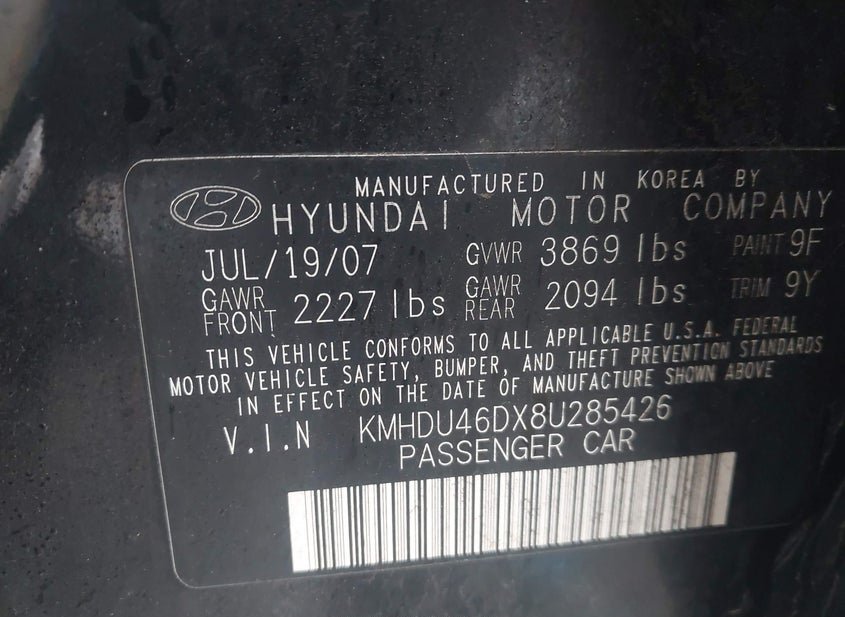 MANUFACTURED IN KOREA BY
HYUNDAI MOTOR COMPANY
JUL/19/07 GVWR 3869 lbs PAINT 9F
GAWR FRONT 2227 lbs GAWR REAR 2094 lbs TRIM 9Y
THIS VEHICLE CONFORMS TO ALL APPLICABLE U.S.A. FEDERAL
MOTOR VEHICLE SAFETY, BUMPER, AND THEFT PREVENTION STANDARDS
IN EFFECT ON THE DATE OF MANUFACTURE SHOWN ABOVE
V.I.N KMHDU46DX8U285426
PASSENGER CAR